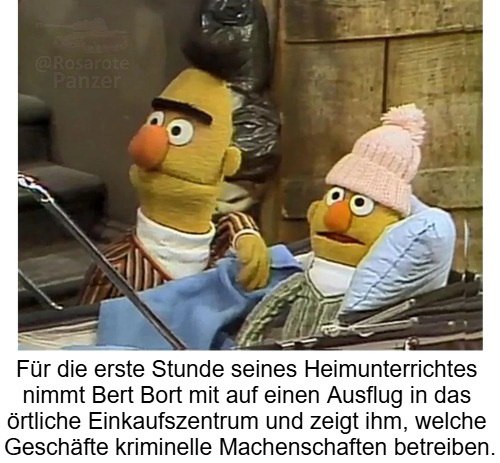 @Rosarote
Panzer
Für die erste Stunde seines Heimunterrichtes
nimmt Bert Bort mit auf einen Ausflug in das
örtliche Einkaufszentrum und zeigt ihm, welche
Geschäfte kriminelle Machenschaften betreiben.